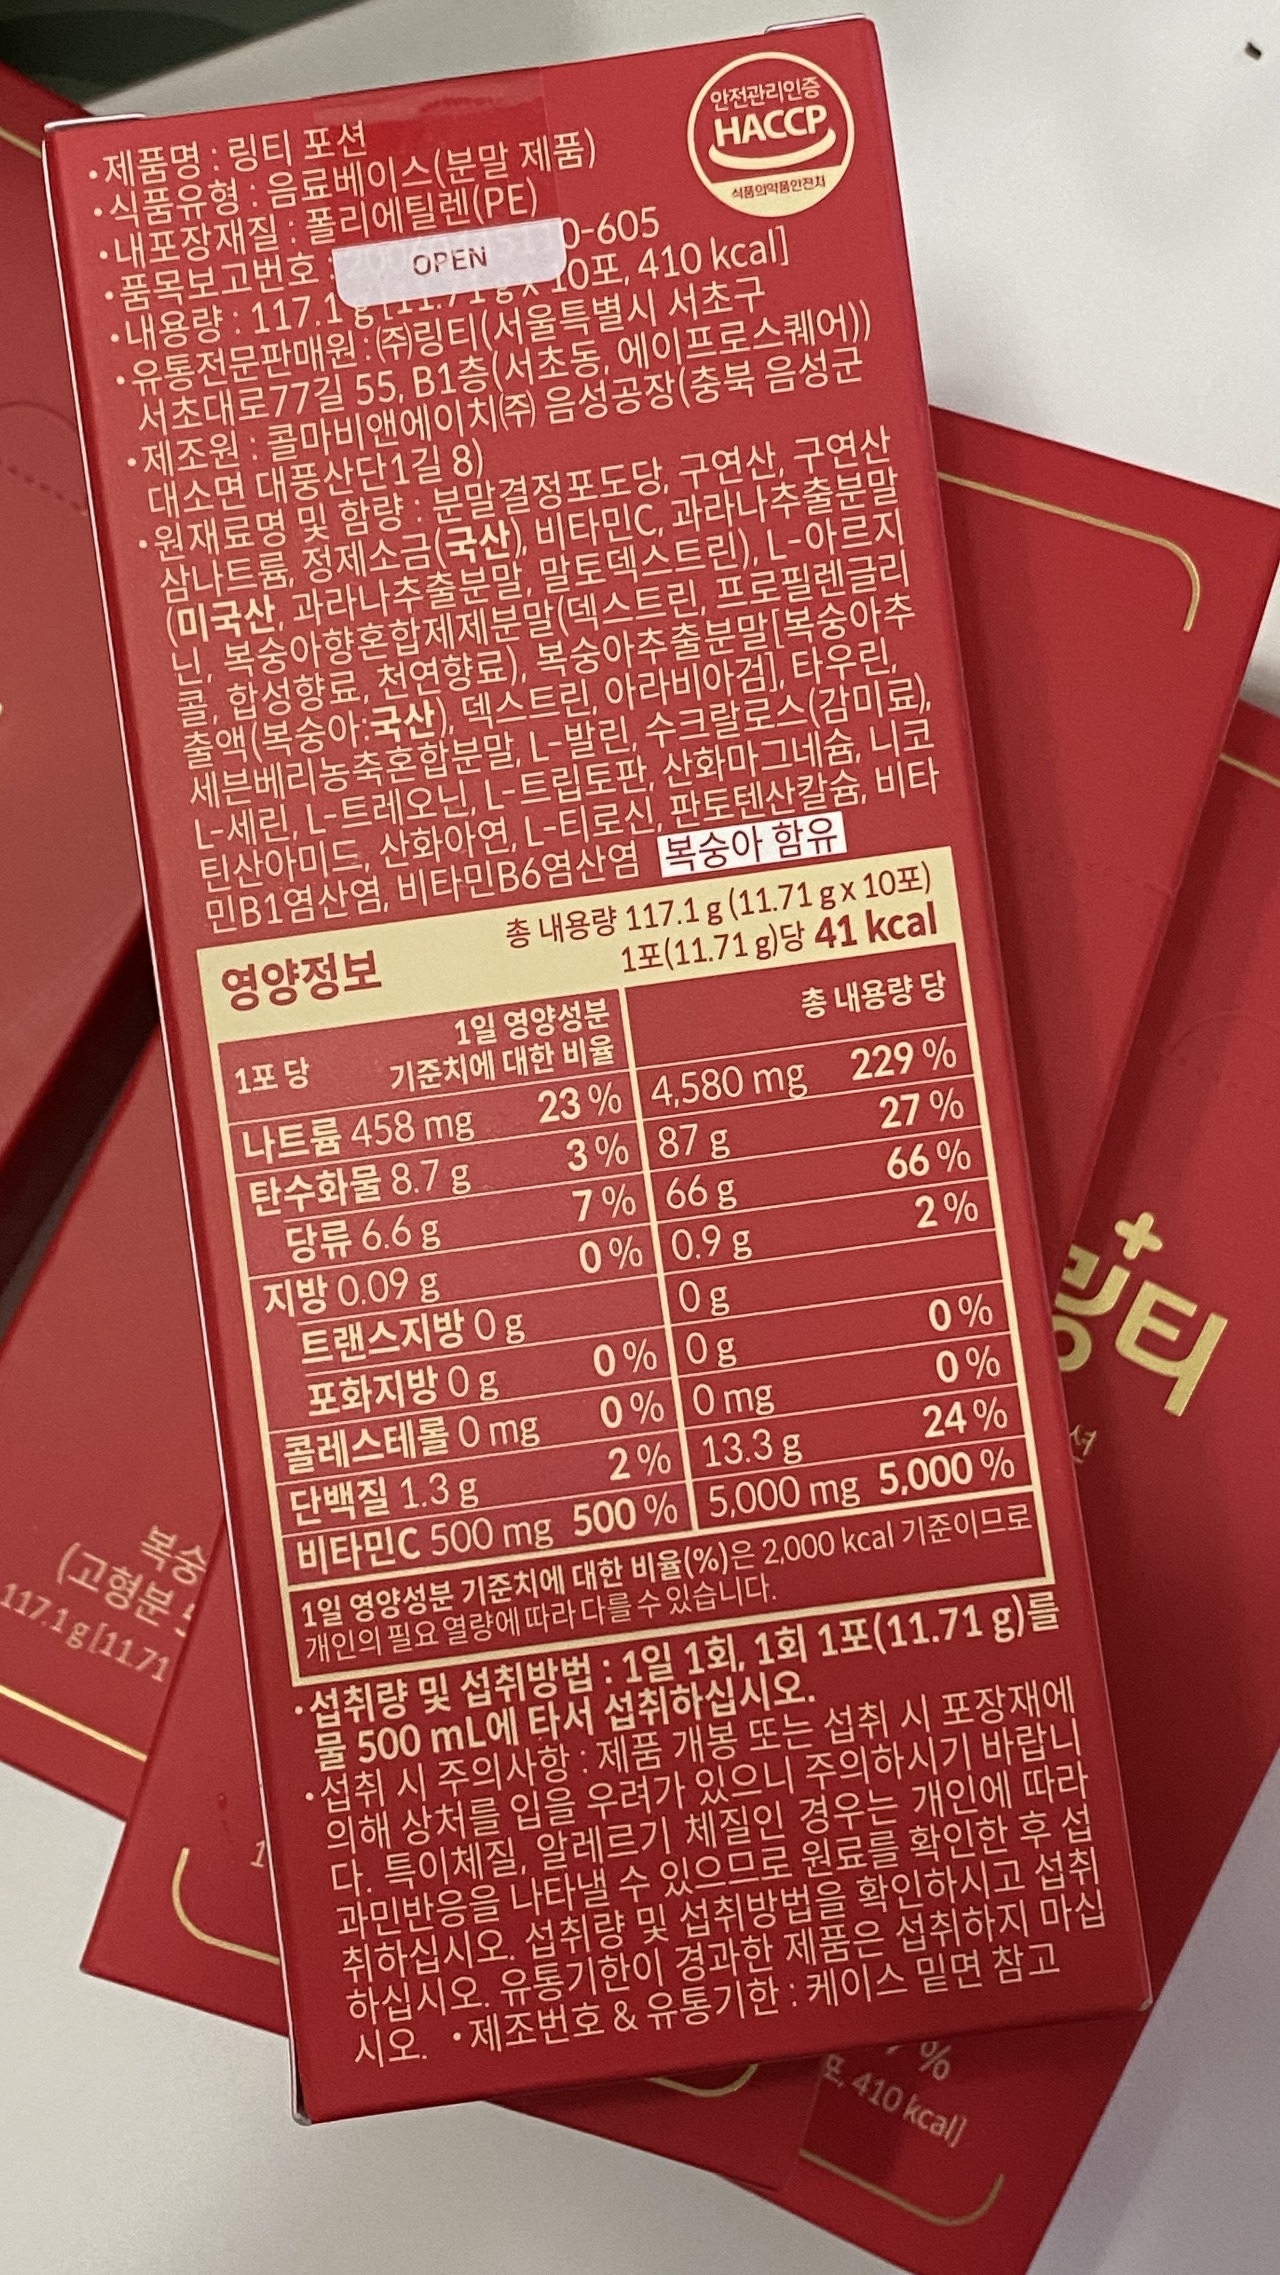 안전관리인증
HACCP
식품의약품안전처
•제품명 : 링티 포션
•식품유형 : 음료베이스(분말 제품)
•내포장재질 : 폴리에틸렌(PE)
•품목보고번호 : 0-605
OPEN
•내용량 : 117.1 g [11.71 g x 10포, 410 kcal]
•유통전문판매원 : ㈜링티(서울특별시 서초구
서초대로77길 55, B1층(서초동, 에이프로스퀘어))
•제조원 : 콜마비앤에이치㈜ 음성공장(충북 음성군
대소면 대풍산단1길 8)
•원재료명 및 함량 : 분말결정포도당, 구연산, 구연산
삼나트륨, 정제소금(국산), 비타민C, 과라나추출분말
(미국산, 과라나추출분말, 말토덱스트린), L-아르지
닌, 복숭아향혼합제제분말(덱스트린, 프로필렌글리
콜, 합성향료, 천연향료), 복숭아추출분말[복숭아추
출액(복숭아:국산), 덱스트린, 아라비아검], 타우린,
세븐베리농축혼합분말, L-발린, 수크랄로스(감미료),
L-세린, L-트레오닌, L-트립토판, 산화마그네슘, 니코
틴산아미드, 산화아연, L-티로신, 판토텐산칼슘, 비타
민B1염산염, 비타민B6염산염 복숭아 함유
영양정보 총 내용량 117.1 g (11.71 g x 10포)
1포(11.71 g)당 41 kcal
1포 당 1일 영양성분 기준치에 대한 비율 총 내용량 당
나트륨 458 mg 23 % 4,580 mg 229 %
탄수화물 8.7 g 3 % 87 g 27 %
당류 6.6 g 7 % 66 g 66 %
지방 0.09 g 0 % 0.9 g 2 %
트랜스지방 0 g 0 g
포화지방 0 g 0 % 0 g 0 %
콜레스테롤 0 mg 0 % 0 mg 0 %
단백질 1.3 g 2 % 13.3 g 24 %
비타민C 500 mg 500 % 5,000 mg 5,000 %
1일 영양성분 기준치에 대한 비율(%)은 2,000 kcal 기준이므로
개인의 필요 열량에 따라 다를 수 있습니다.
•섭취량 및 섭취방법 : 1일 1회, 1회 1포(11.71 g)를
물 500 mL에 타서 섭취하십시오.
•섭취 시 주의사항 : 제품 개봉 또는 섭취 시 포장재에
의해 상처를 입을 우려가 있으니 주의하시기 바랍니
다. 특이체질, 알레르기 체질인 경우는 개인에 따라
과민반응을 나타낼 수 있으므로 원료를 확인한 후 섭
취하십시오. 섭취량 및 섭취방법을 확인하시고 섭취
하십시오. 유통기한이 경과한 제품은 섭취하지 마십
시오. •제조번호 & 유통기한 : 케이스 밑면 참고
링티
션
복숭
(고형분
117.1 g [11.71
%
포, 410 kcal]